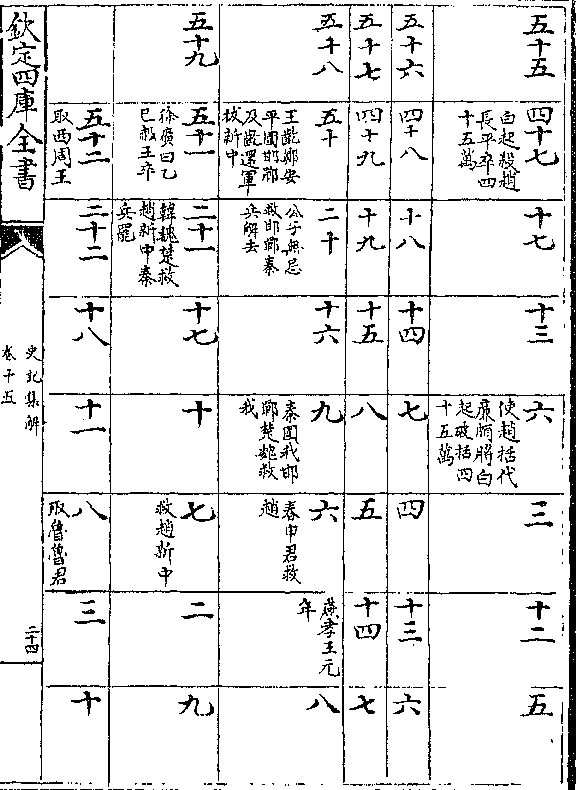 五十五
四十七
白起殺趙
長平卒四
十五萬
十七
十三
六
使趙括代
廉頗將白
起破括四
十五萬
三
十二
五
五十六
四十八
十八
十四
七
四
十三
六
五十七
四十九
十九
十五
八
五
十四
七
五十八
五十
王齕鄭安
平圍邯鄲
及齕還軍
拔新中
二十
公子無忌
救邯鄲秦
兵解去
十六
九
秦圍我邯
鄲楚魏救
我
六
春申君救
趙
燕孝王元
年
八
五十九
五十一
徐廣曰乙
巳赧王卒
二十一
韓魏楚救
趙新中秦
兵罷
十七
十
七
救趙新中
二
九
五十二
取西周王
二十二
十八
十一
八
取魯魯君
三
十
欽定四庫全書
史記集解
卷十五
二十四